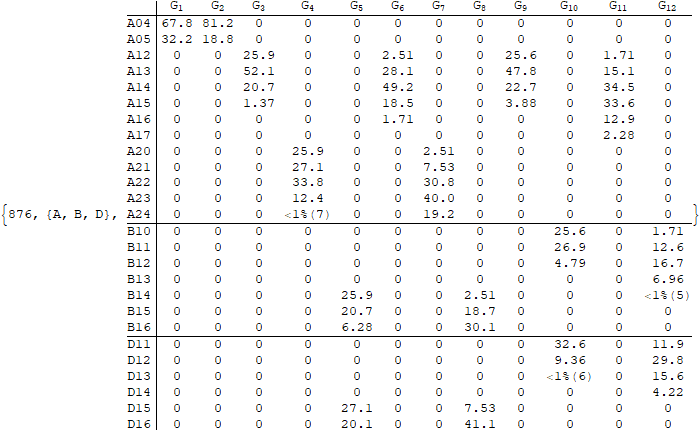 G1 G2 G3 G4 G5 G6 G7 G8 G9 G10 G11 G12
A04 67.8 81.2 0 0 0 0 0 0 0 0 0 0
A05 32.2 18.8 0 0 0 0 0 0 0 0 0 0
A12 0 0 25.9 0 0 2.51 0 0 25.6 0 1.71 0
A13 0 0 52.1 0 0 28.1 0 0 47.8 0 15.1 0
A14 0 0 20.7 0 0 49.2 0 0 22.7 0 34.5 0
A15 0 0 1.37 0 0 18.5 0 0 3.88 0 33.6 0
A16 0 0 0 0 0 1.71 0 0 0 0 12.9 0
A17 0 0 0 0 0 0 0 0 0 0 2.28 0
A20 0 0 0 25.9 0 0 2.51 0 0 0 0 0
A21 0 0 0 27.1 0 0 7.53 0 0 0 0 0
A22 0 0 0 33.8 0 0 30.8 0 0 0 0 0
A23 0 0 0 12.4 0 0 40.0 0 0 0 0 0
{876, {A, B, D}, A24 0 0 0 <1%(7) 0 0 19.2 0 0 0 0 0 }
B10 0 0 0 0 0 0 0 0 0 25.6 0 1.71
B11 0 0 0 0 0 0 0 0 0 26.9 0 12.6
B12 0 0 0 0 0 0 0 0 0 4.79 0 16.7
B13 0 0 0 0 0 0 0 0 0 0 0 6.96
B14 0 0 0 0 25.9 0 0 2.51 0 0 0 <1%(5)
B15 0 0 0 0 20.7 0 0 18.7 0 0 0 0
B16 0 0 0 0 6.28 0 0 30.1 0 0 0 0
D11 0 0 0 0 0 0 0 0 0 32.6 0 11.9
D12 0 0 0 0 0 0 0 0 0 9.36 0 29.8
D13 0 0 0 0 0 0 0 0 0 <1%(6) 0 15.6
D14 0 0 0 0 0 0 0 0 0 0 0 4.22
D15 0 0 0 0 27.1 0 0 7.53 0 0 0 0
D16 0 0 0 0 20.1 0 0 41.1 0 0 0 0